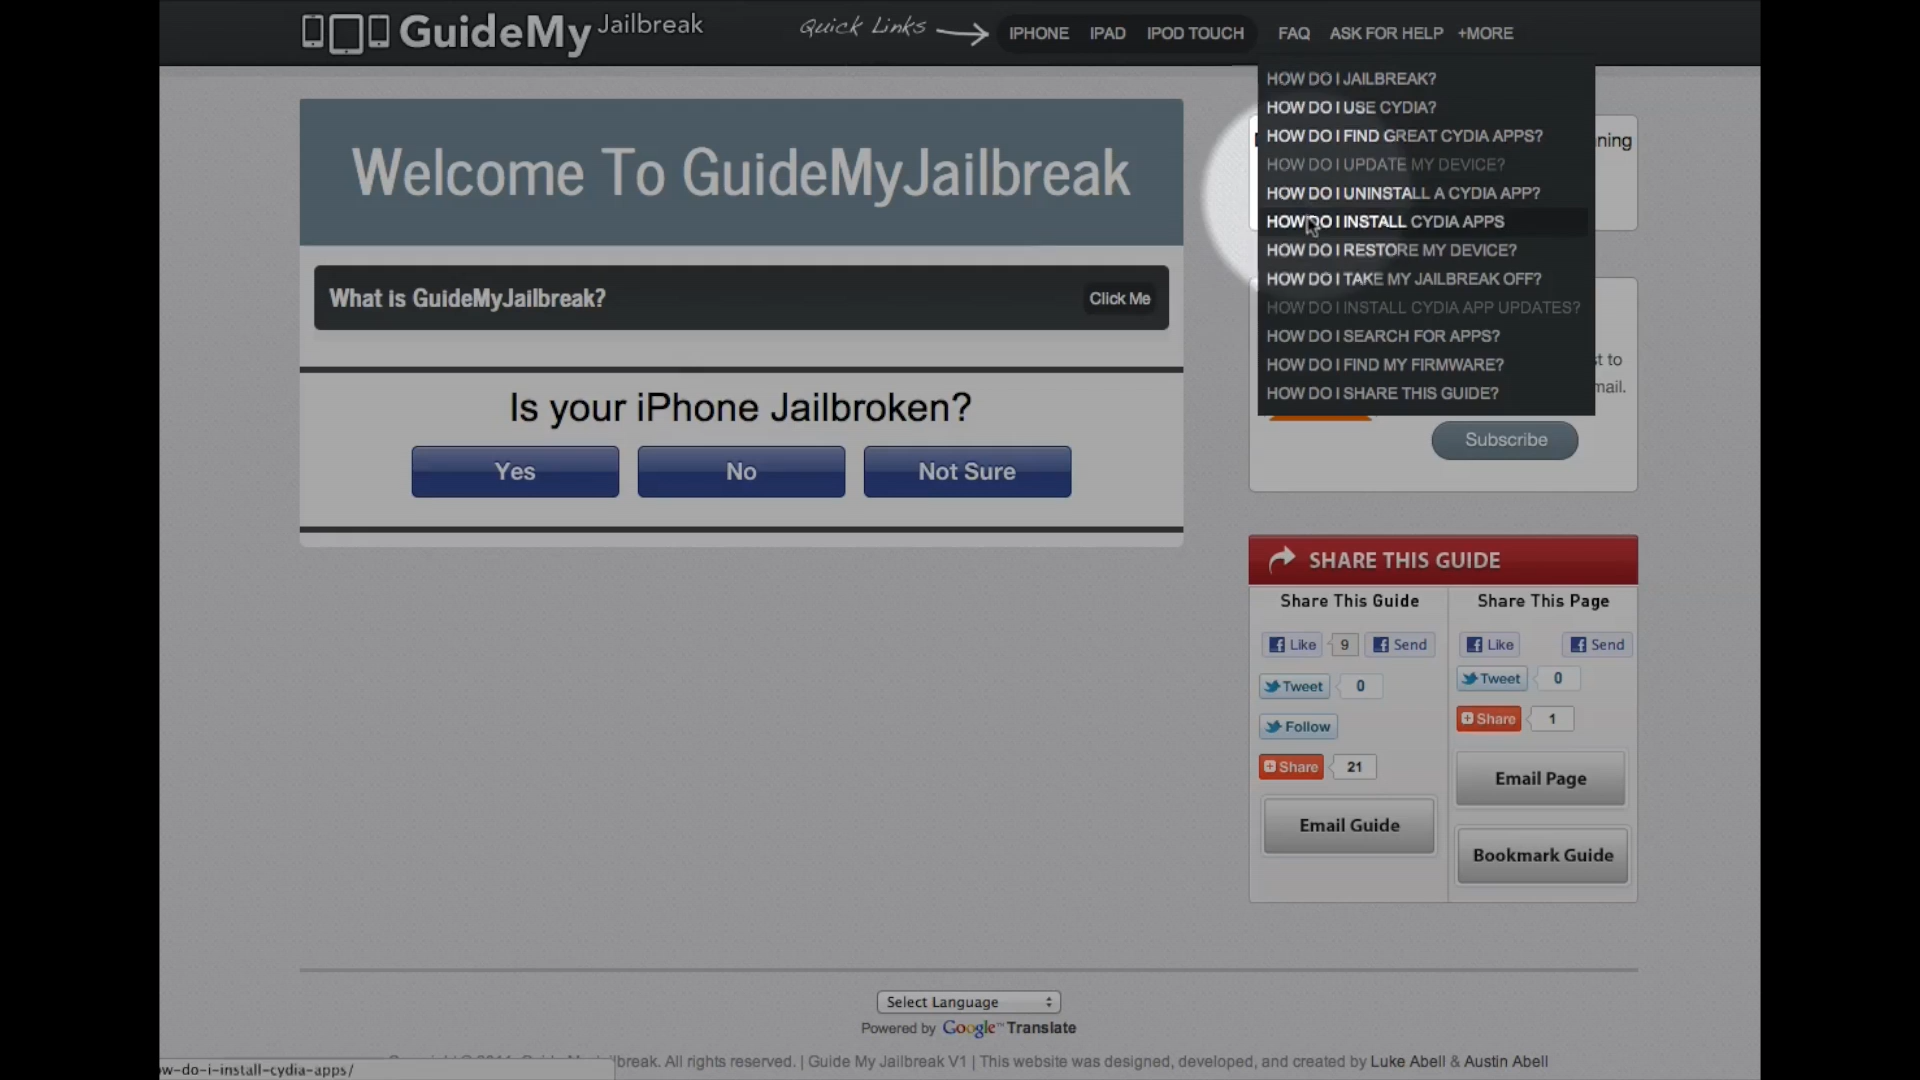 GuideMy Jailbreak
Quick Links
IPHONE IPAD IPOD TOUCH FAQ ASK FOR HELP +MORE
HOW DO I JAILBREAK?
HOW DO I USE CYDIA?
HOW DO I FIND GREAT CYDIA APPS?
HOW DO I UPDATE MY DEVICE?
HOW DO I UNINSTALL A CYDIA APP?
HOW DO I INSTALL CYDIA APPS
HOW DO I RESTORE MY DEVICE?
HOW DO I TAKE MY JAILBREAK OFF?
HOW DO I INSTALL CYDIA APP UPDATES?
HOW DO I SEARCH FOR APPS?
HOW DO I FIND MY FIRMWARE?
HOW DO I SHARE THIS GUIDE?
Welcome To GuideMyJailbreak
What is GuideMyJailbreak? Click Me
Is your iPhone Jailbroken?
Yes No Not Sure
to
Subscribe
SHARE THIS GUIDE
Share This Guide
Like 9 Send
Tweet 0
Follow
Share 21
Email Guide
Share This Page
Like Send
Tweet 0
Share 1
Email Page
Bookmark Guide
Select Language
Powered by Google™ Translate
All rights reserved. | Guide My Jailbreak V1 | This website was designed, developed, and created by Luke Abell & Austin Abell
w-do-i-install-cydia-apps/